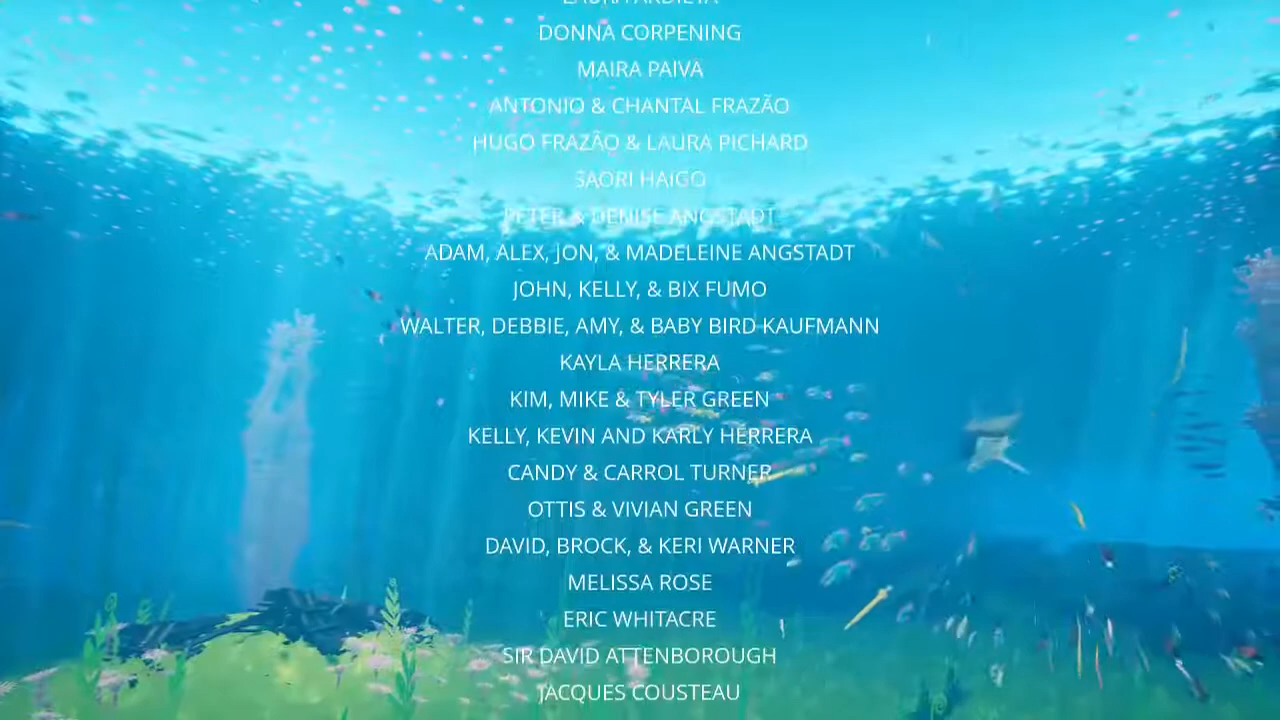 LAURA ARDIETA
DONNA CORPENING
MAIRA PAIVA
ANTONIO & CHANTAL FRAZÃO
HUGO FRAZÃO & LAURA PICHARD
SAORI HAIGO
PETER & DENISE ANGSTADT
ADAM, ALEX, JON, & MADELEINE ANGSTADT
JOHN, KELLY, & BIX FUMO
WALTER, DEBBIE, AMY, & BABY BIRD KAUFMANN
KAYLA HERRERA
KIM, MIKE & TYLER GREEN
KELLY, KEVIN AND KARLY HERRERA
CANDY & CARROL TURNER
OTTIS & VIVIAN GREEN
DAVID, BROCK, & KERI WARNER
MELISSA ROSE
ERIC WHITACRE
SIR DAVID ATTENBOROUGH
JACQUES COUSTEAU